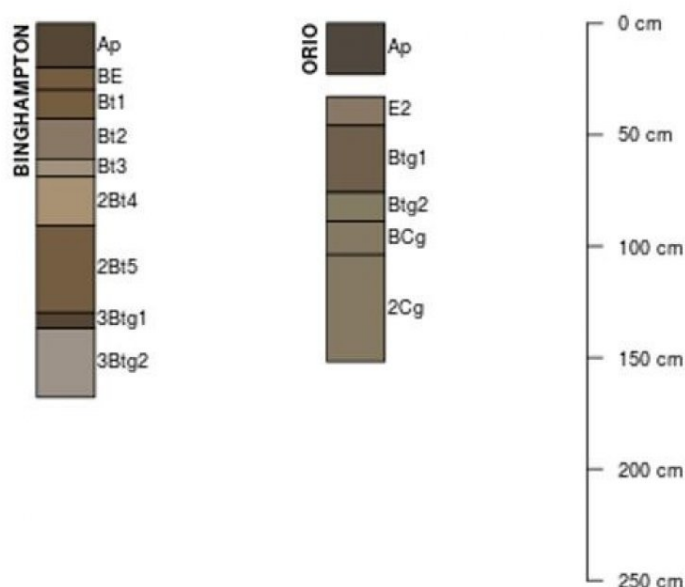 BINGHAMPTON
Ap
BE
Bt1
Bt2
Bt3
2Bt4
2Bt5
3Btg1
3Btg2
ORIO
Ap
E2
Btg1
Btg2
BCg
2Cg
0 cm
50 cm
100 cm
150 cm
200 cm
250 cm